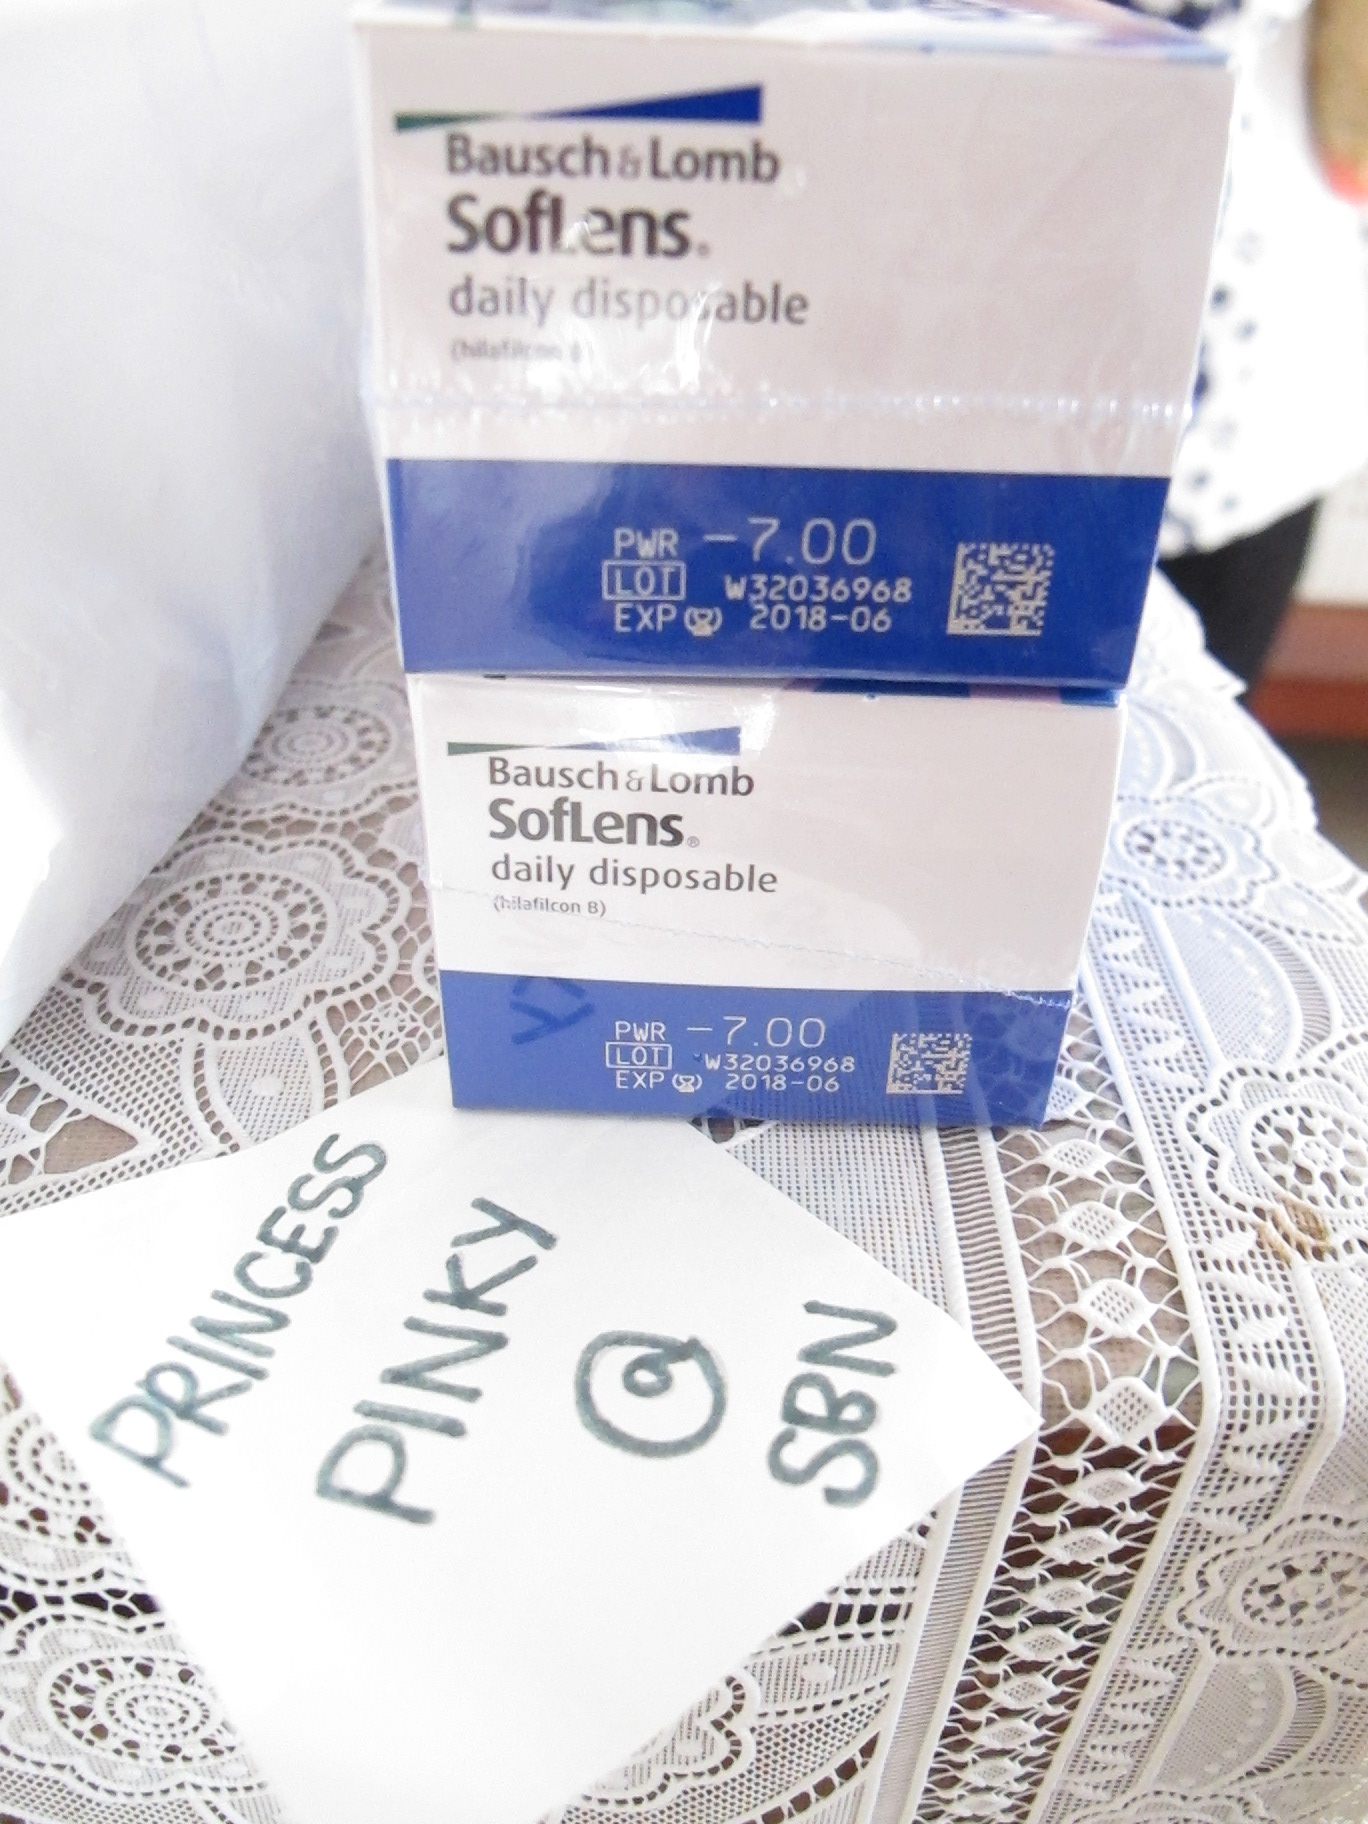 Bausch & Lomb
SofLens®
daily disposable
(hilafilcon B)
PWR -7.00
LOT W32036968
EXP 2018-06
Bausch & Lomb
SofLens®
daily disposable
(hilafilcon B)
PWR -7.00
LOT W32036968
EXP 2018-06
PRINCESS
PINKY
@
SBN